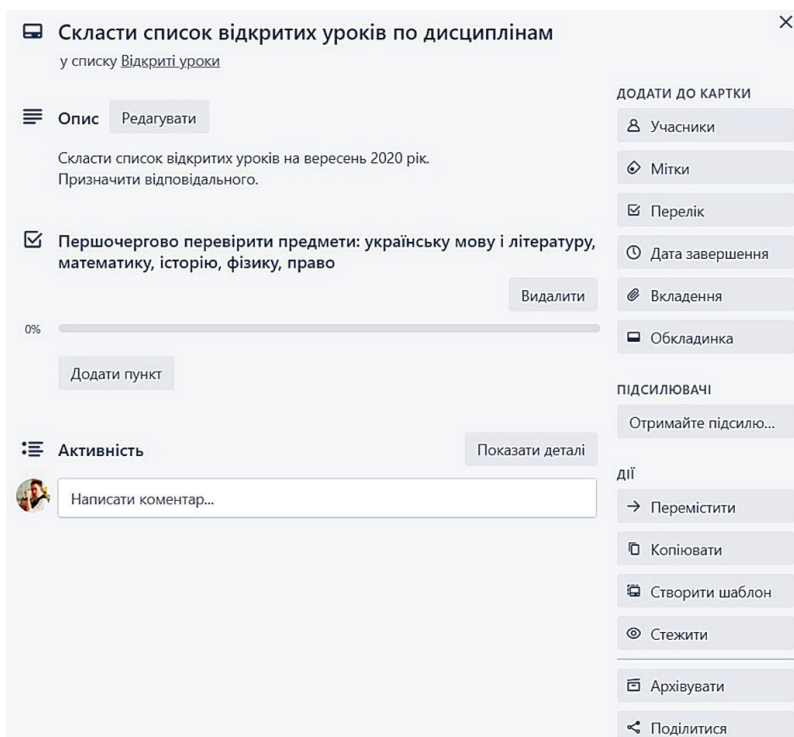 Скласти список відкритих уроків по дисциплінам
у списку Відкриті уроки
Опис
Редагувати
Скласти список відкритих уроків на вересень 2020 рік.
Призначити відповідального.
Першочергово перевірити предмети: українську мову і літературу,
математику, історію, фізику, право
Видалити
0%
Додати пункт
Активність
Показати деталі
Написати коментар...
ДОДАТИ ДО КАРТКИ
Учасники
Мітки
Перелік
Дата завершення
Вкладення
Обкладинка
ПІДСИЛЮВАЧІ
Отримайте підсилю...
ДІЇ
Перемістити
Копіювати
Створити шаблон
Стежити
Архівувати
Поділитися